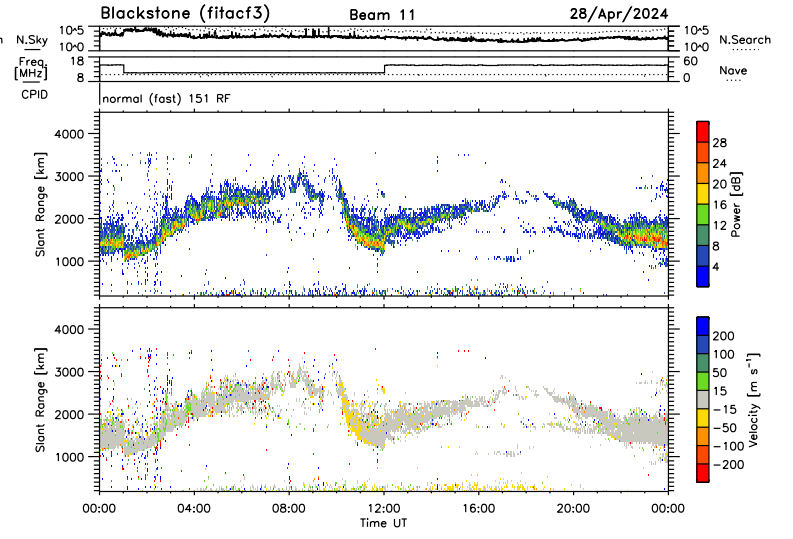 Blackstone (fitacf3) Beam 11 28/Apr/2024
n N.Sky 10^5 10^0 10^5 10^0 N.Search
Freq. [MHz] 18 8 60 0 Nave
CPID normal (fast) 151 RF
Slant Range [km]
4000
3000
2000
1000
28
24
20
16
12
8
4
Power [dB]
Slant Range [km]
4000
3000
2000
1000
200
100
50
15
−15
−50
−100
−200
Velocity [m s⁻¹]
00:00 04:00 08:00 12:00 16:00 20:00 00:00
Time UT